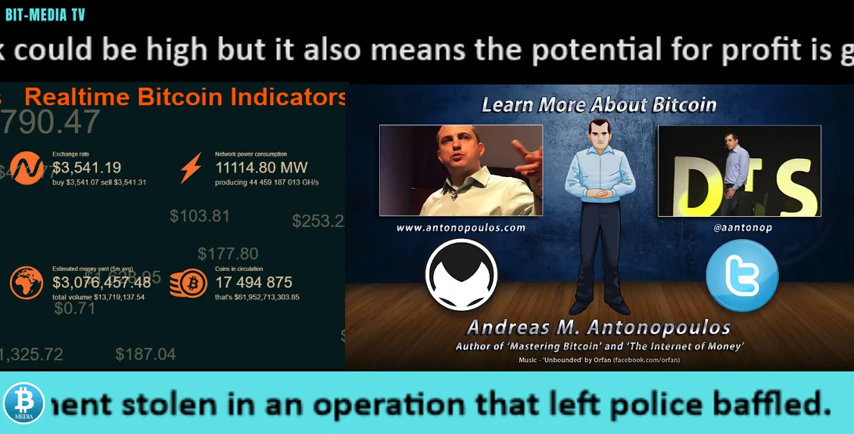 BIT-MEDIA TV
could be high but it also means the potential for profit is
Realtime Bitcoin Indicators
790.47
Exchange rate
$3,541.19
buy $3,541.07 sell $3,541.31
Network power consumption
11114.80 MW
producing 44 459 187 013 GH/s
$103.81
$253.2
$177.80
Estimated money sent (5m avg)
$3,076,457.48
total volume $13,719,137.54
Coins in circulation
17 494 875
that's $61,952,713,303.85
$0.71
1,325.72
$187.04
Learn More About Bitcoin
www.antonopoulos.com
@aantonop
Andreas M. Antonopoulos
Author of 'Mastering Bitcoin' and 'The Internet of Money'
Music - 'Unbounded' by Orfan (facebook.com/orfan)
MEDIA
stolen in an operation that left police baffled.